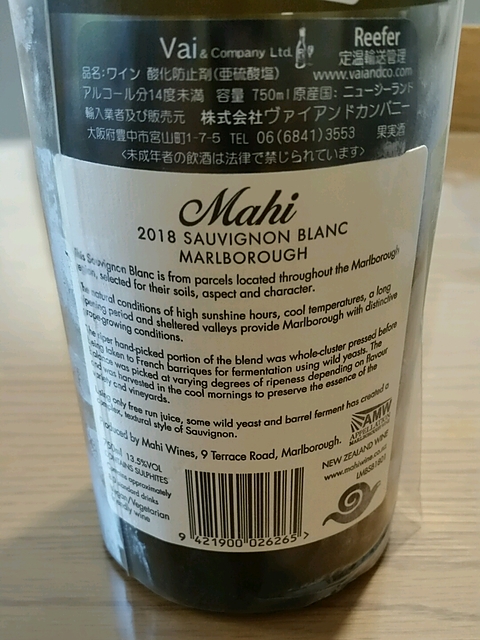 Vai & Company Ltd.
Reefer
定温輸送管理
品名:ワイン 酸化防止剤(亜硫酸塩)
www.vaiandco.com
アルコール分14度未満 容量 750ml 原産国: ニュージーランド
輸入業者及び販売元 株式会社ヴァイアンドカンパニー
大阪府豊中市宮山町1-7-5 TEL 06(6841)3553 果実酒
<未成年者の飲酒は法律で禁じられています>
Mahi
2018 SAUVIGNON BLANC
MARLBOROUGH
Sauvignon Blanc is from parcels located throughout the Marlborough
selected for their soils, aspect and character.
natural conditions of high sunshine hours, cool temperatures, a long
period and sheltered valleys provide Marlborough with distinctive
grape-growing conditions.
hand-picked portion of the blend was whole-cluster pressed before
taken to French barriques for fermentation using wild yeasts. The
was picked at varying degrees of ripeness depending on flavour
was harvested in the cool mornings to preserve the essence of the
and vineyards.
only free run juice, some wild yeast and barrel ferment has created a
textural style of Sauvignon.
AMW
APPELLATION
by Mahi Wines, 9 Terrace Road, Marlborough.
NEW ZEALAND WINE
13.5%VOL
SULPHITES
www.mahiwine.co.nz
approximately
LMBSB1801
standard drinks
/Vegetarian
wine
9 421900 026265 >